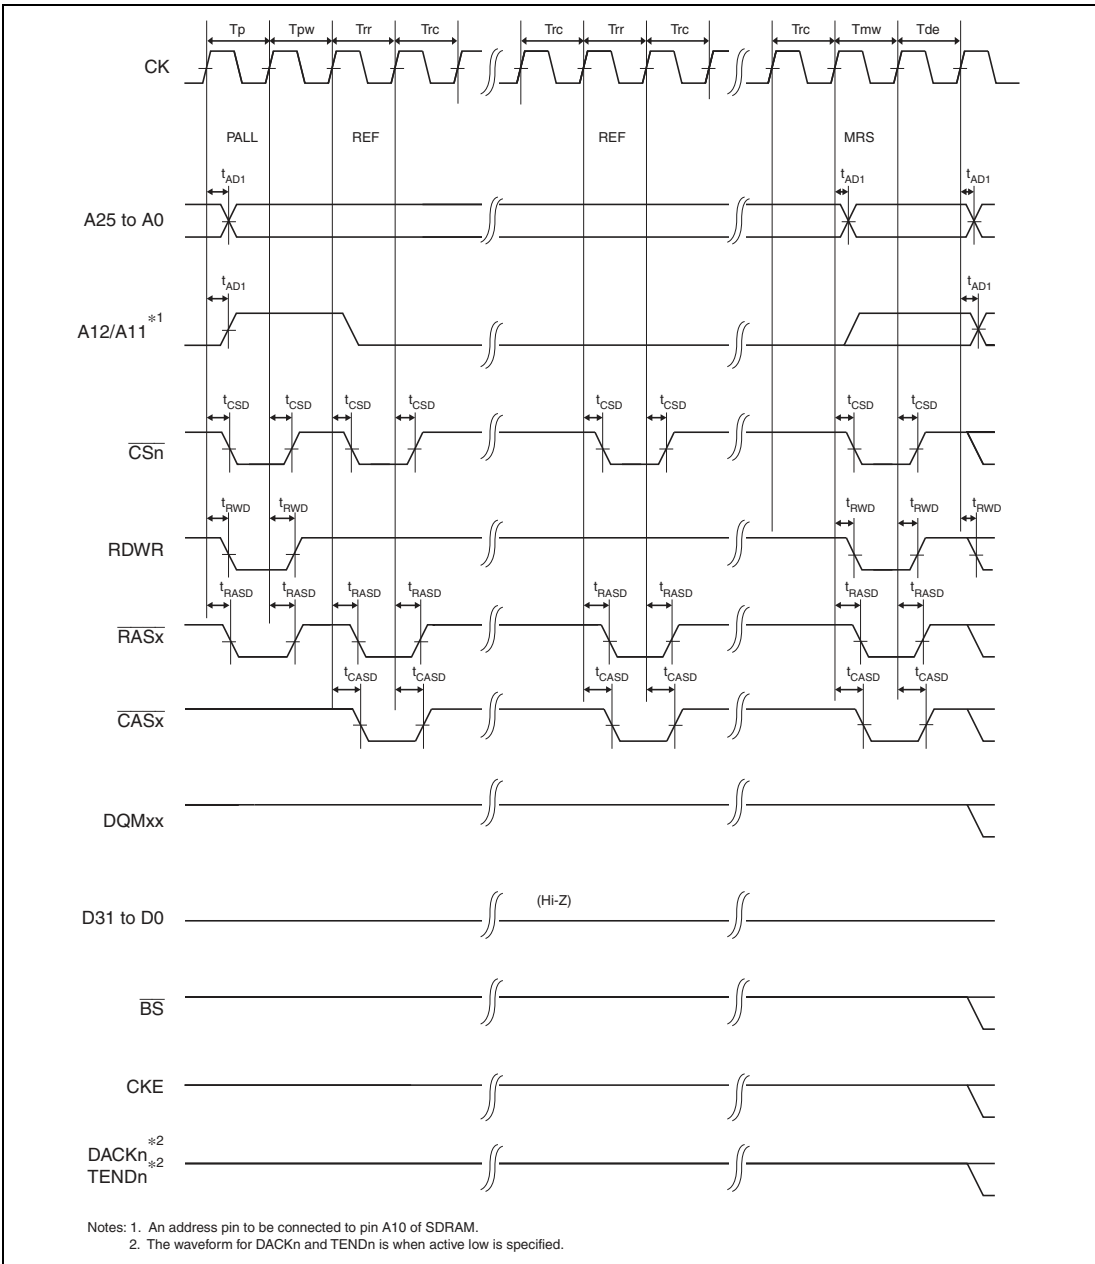 Tp Tpw Trr Trc Trc Trr Trc Trc Tmw Tde
CK
PALL REF REF MRS
tAD1 tAD1 tAD1
A25 to A0
tAD1 tAD1
A12/A11*1
tCSD tCSD tCSD tCSD tCSD tCSD tCSD tCSD
CSn
tRWD tRWD tRWD tRWD tRWD
RDWR
tRASD tRASD tRASD tRASD tRASD tRASD tRASD tRASD
RASx
tCASD tCASD tCASD tCASD tCASD tCASD
CASx
DQMxx
(Hi-Z)
D31 to D0
BS
CKE
DACKn*2
TENDn*2
Notes: 1. An address pin to be connected to pin A10 of SDRAM.
2. The waveform for DACKn and TENDn is when active low is specified.